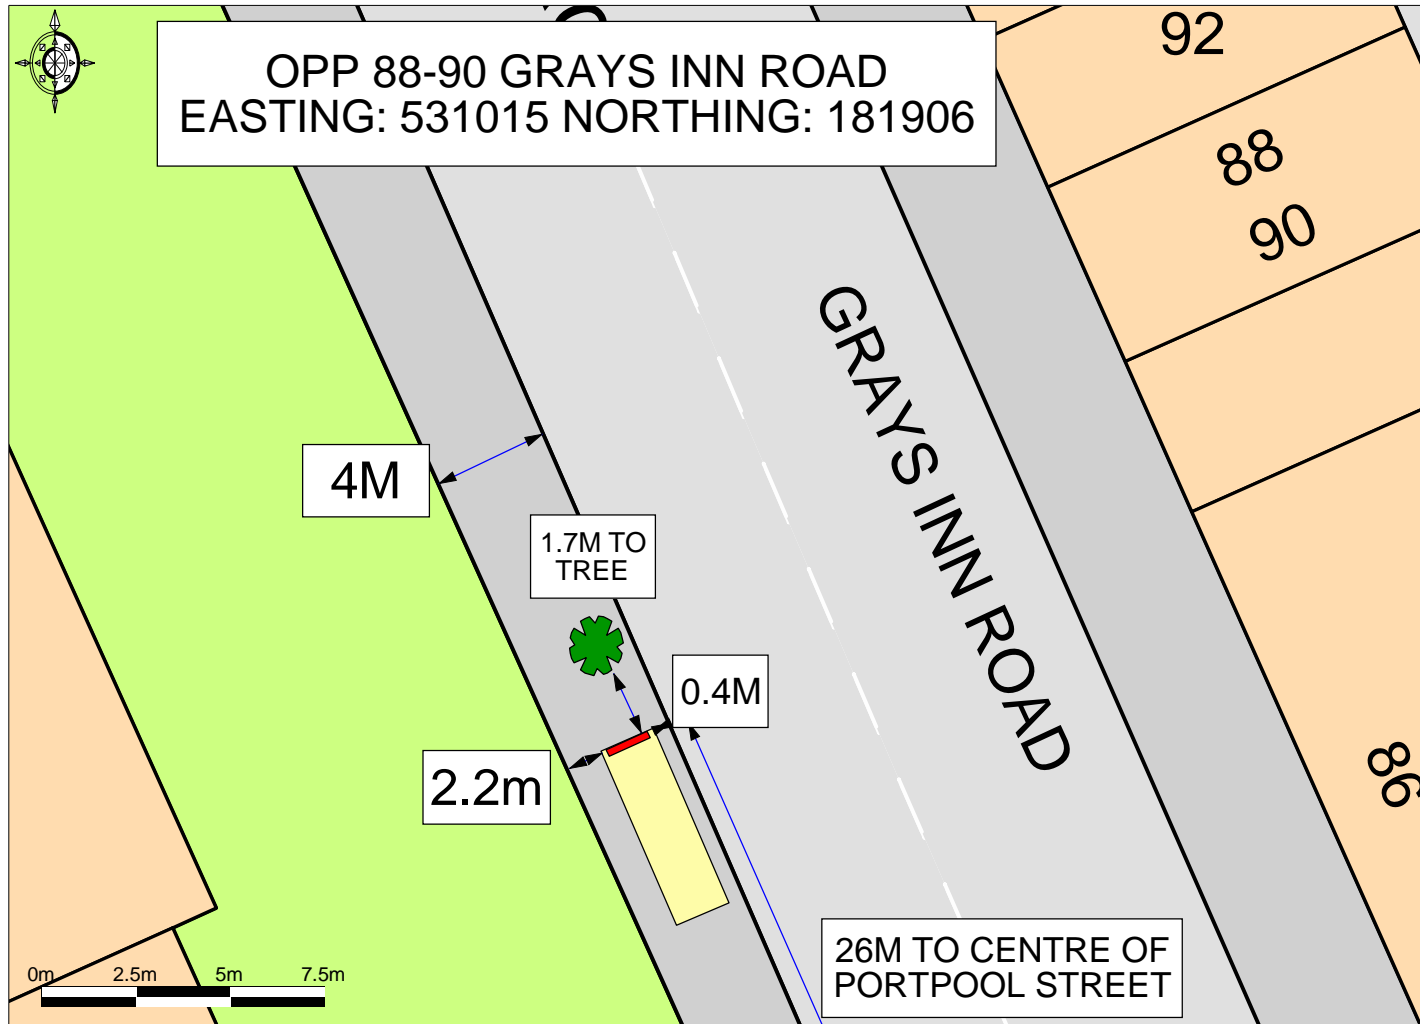 OPP 88-90 GRAYS INN ROAD
EASTING: 531015 NORTHING: 181906
92
88
90
GRAYS INN ROAD
4M
1.7M TO
TREE
0.4M
2.2m
86
26M TO CENTRE OF
PORTPOOL STREET
0m 2.5m 5m 7.5m